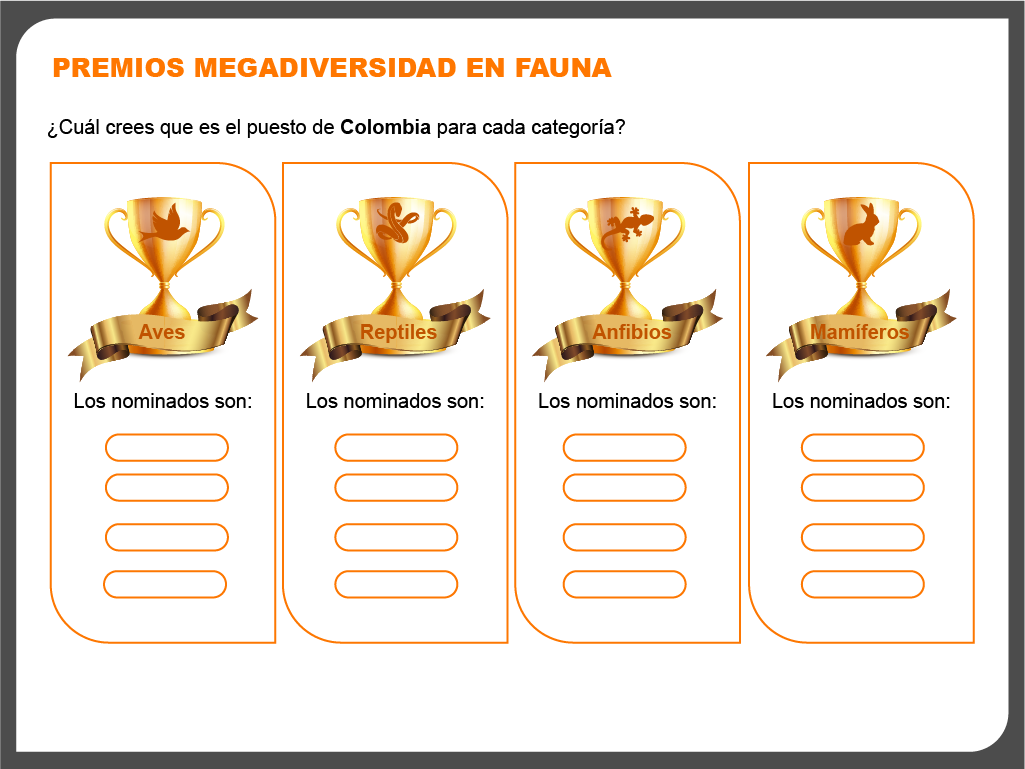 PREMIOS MEGADIVERSIDAD EN FAUNA
¿Cuál crees que es el puesto de Colombia para cada categoría?
Aves
Los nominados son:
Reptiles
Los nominados son:
Anfibios
Los nominados son:
Mamíferos
Los nominados son: